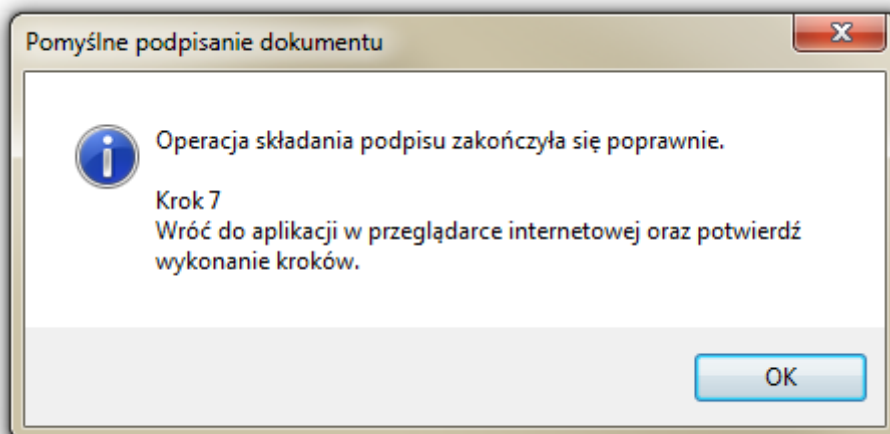 Pomyślne podpisanie dokumentu
Operacja składania podpisu zakończyła się poprawnie.
Krok 7
Wróć do aplikacji w przeglądarce internetowej oraz potwierdź
wykonanie kroków.
OK